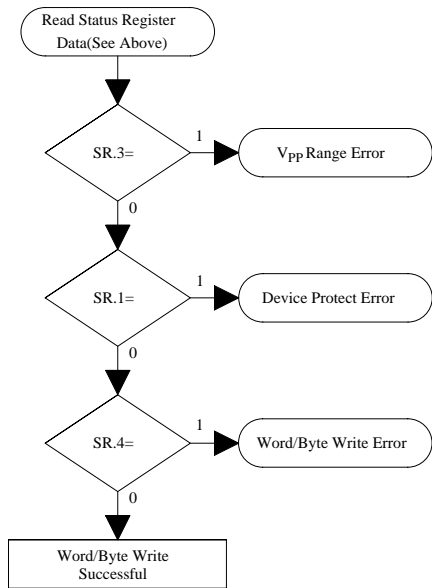 Read Status Register
Data(See Above)
SR.3=
1
VPP Range Error
0
SR.1=
1
Device Protect Error
0
SR.4=
1
Word/Byte Write Error
0
Word/Byte Write
Successful